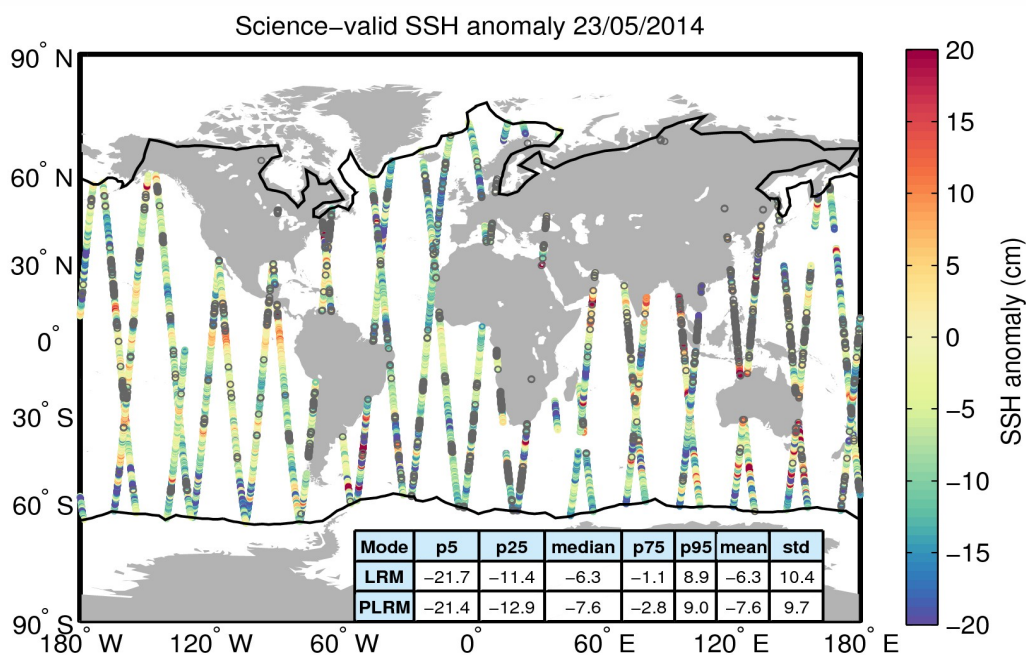 Science−valid SSH anomaly 23/05/2014
90° N
60° N
30° N
0°
30° S
60° S
90° S
180° W
120° W
60° W
0°
60° E
120° E
180° E
20
15
10
5
0
−5
−10
−15
−20
SSH anomaly (cm)
Mode p5 p25 median p75 p95 mean std
LRM −21.7 −11.4 −6.3 −1.1 8.9 −6.3 10.4
PLRM −21.4 −12.9 −7.6 −2.8 9.0 −7.6 9.7